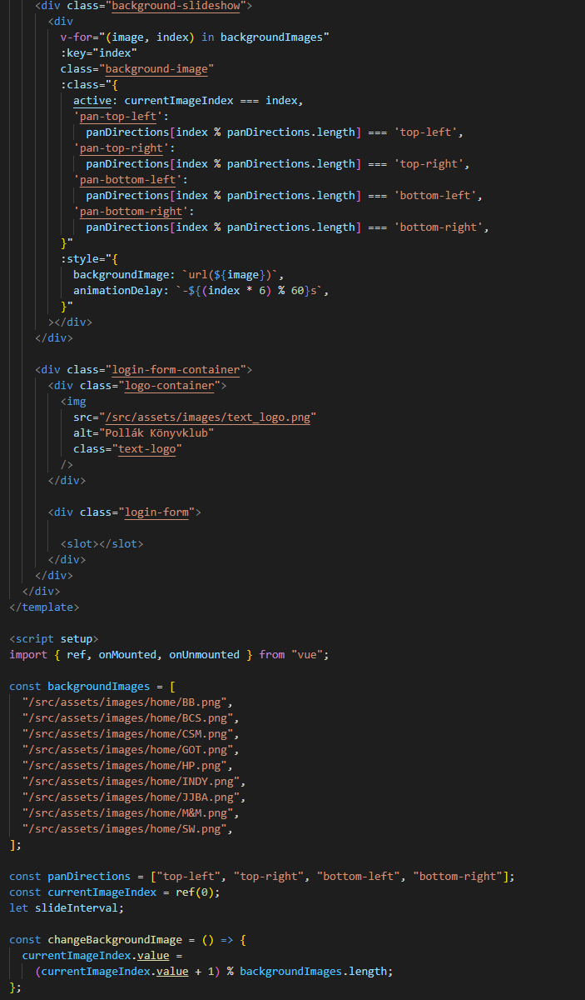 <div class="background-slideshow">
<div
v-for="(image, index) in backgroundImages"
:key="index"
class="background-image"
:class="{
active: currentImageIndex === index,
'pan-top-left':
panDirections[index % panDirections.length] === 'top-left',
'pan-top-right':
panDirections[index % panDirections.length] === 'top-right',
'pan-bottom-left':
panDirections[index % panDirections.length] === 'bottom-left',
'pan-bottom-right':
panDirections[index % panDirections.length] === 'bottom-right',
}"
:style="{
backgroundImage: `url(${image})`,
animationDelay: `-${(index * 6) % 60}s`,
}"
></div>
</div>
<div class="login-form-container">
<div class="logo-container">
<img
src="/src/assets/images/text_logo.png"
alt="Pollák Könyvklub"
class="text-logo"
/>
</div>
<div class="login-form">
<slot></slot>
</div>
</div>
</div>
</template>
<script setup>
import { ref, onMounted, onUnmounted } from "vue";
const backgroundImages = [
"/src/assets/images/home/BB.png",
"/src/assets/images/home/BCS.png",
"/src/assets/images/home/CSM.png",
"/src/assets/images/home/GOT.png",
"/src/assets/images/home/HP.png",
"/src/assets/images/home/INDY.png",
"/src/assets/images/home/JJBA.png",
"/src/assets/images/home/M&M.png",
"/src/assets/images/home/SW.png",
];
const panDirections = ["top-left", "top-right", "bottom-left", "bottom-right"];
const currentImageIndex = ref(0);
let slideInterval;
const changeBackgroundImage = () => {
currentImageIndex.value =
(currentImageIndex.value + 1) % backgroundImages.length;
};